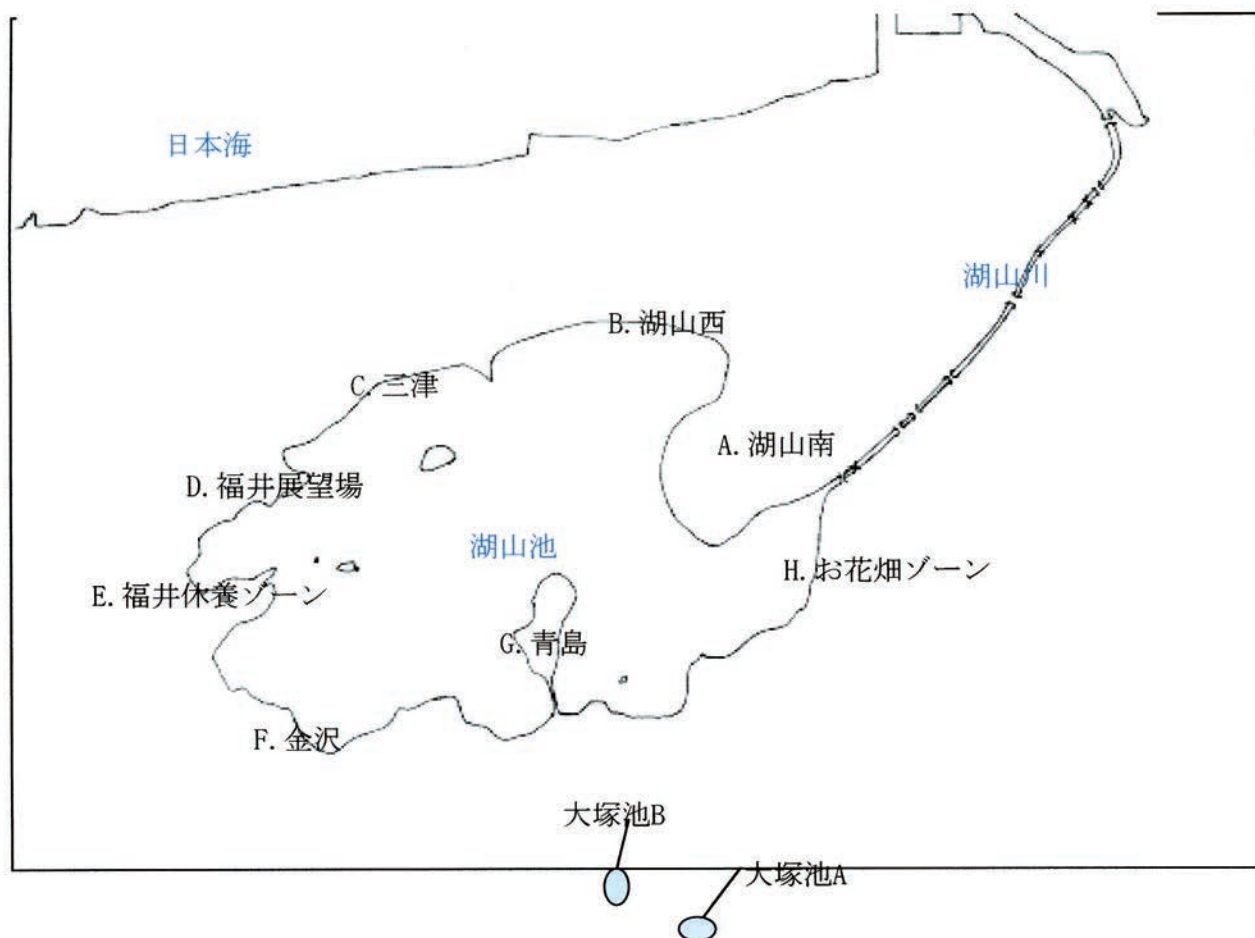 日本海
湖山川
B.湖山西
C.三津
A.湖山南
D.福井展望場
湖山池
H.お花畑ゾーン
E.福井休養ゾーン
G.青島
F.金沢
大塚池B
大塚池A